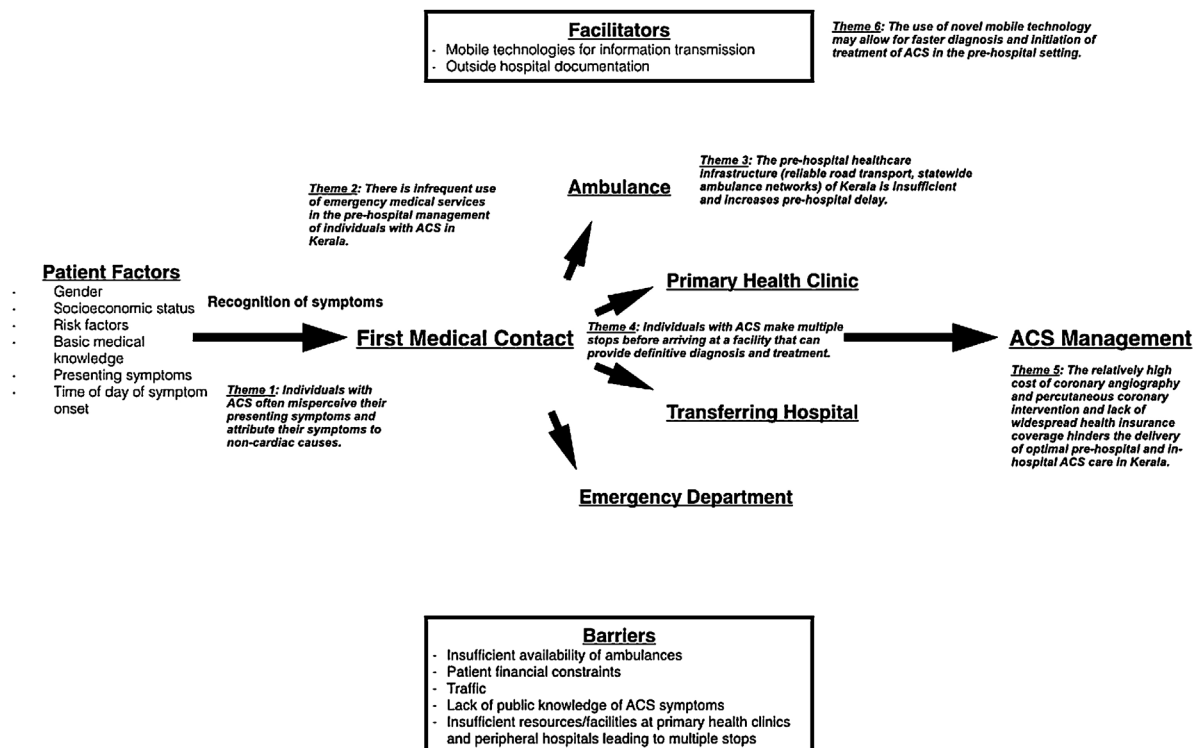 Facilitators
- Mobile technologies for information transmission
- Outside hospital documentation
Theme 6: The use of novel mobile technology
may allow for faster diagnosis and initiation of
treatment of ACS in the pre-hospital setting.
Theme 2: There is infrequent use
of emergency medical services
in the pre-hospital management
of individuals with ACS in
Kerala.
Ambulance
Theme 3: The pre-hospital healthcare
infrastructure (reliable road transport, statewide
ambulance networks) of Kerala is insufficient
and increases pre-hospital delay.
Patient Factors
- Gender
- Socioeconomic status
- Risk factors
- Basic medical
knowledge
- Presenting symptoms
- Time of day of symptom
onset
Recognition of symptoms
Theme 1: Individuals with
ACS often misperceive their
presenting symptoms and
attribute their symptoms to
non-cardiac causes.
First Medical Contact
Primary Health Clinic
Theme 4: Individuals with ACS make multiple
stops before arriving at a facility that can
provide definitive diagnosis and treatment.
Transferring Hospital
Emergency Department
ACS Management
Theme 5: The relatively high
cost of coronary angiography
and percutaneous coronary
intervention and lack of
widespread health insurance
coverage hinders the delivery
of optimal pre-hospital and in-
hospital ACS care in Kerala.
Barriers
- Insufficient availability of ambulances
- Patient financial constraints
- Traffic
- Lack of public knowledge of ACS symptoms
- Insufficient resources/facilities at primary health clinics
and peripheral hospitals leading to multiple stops